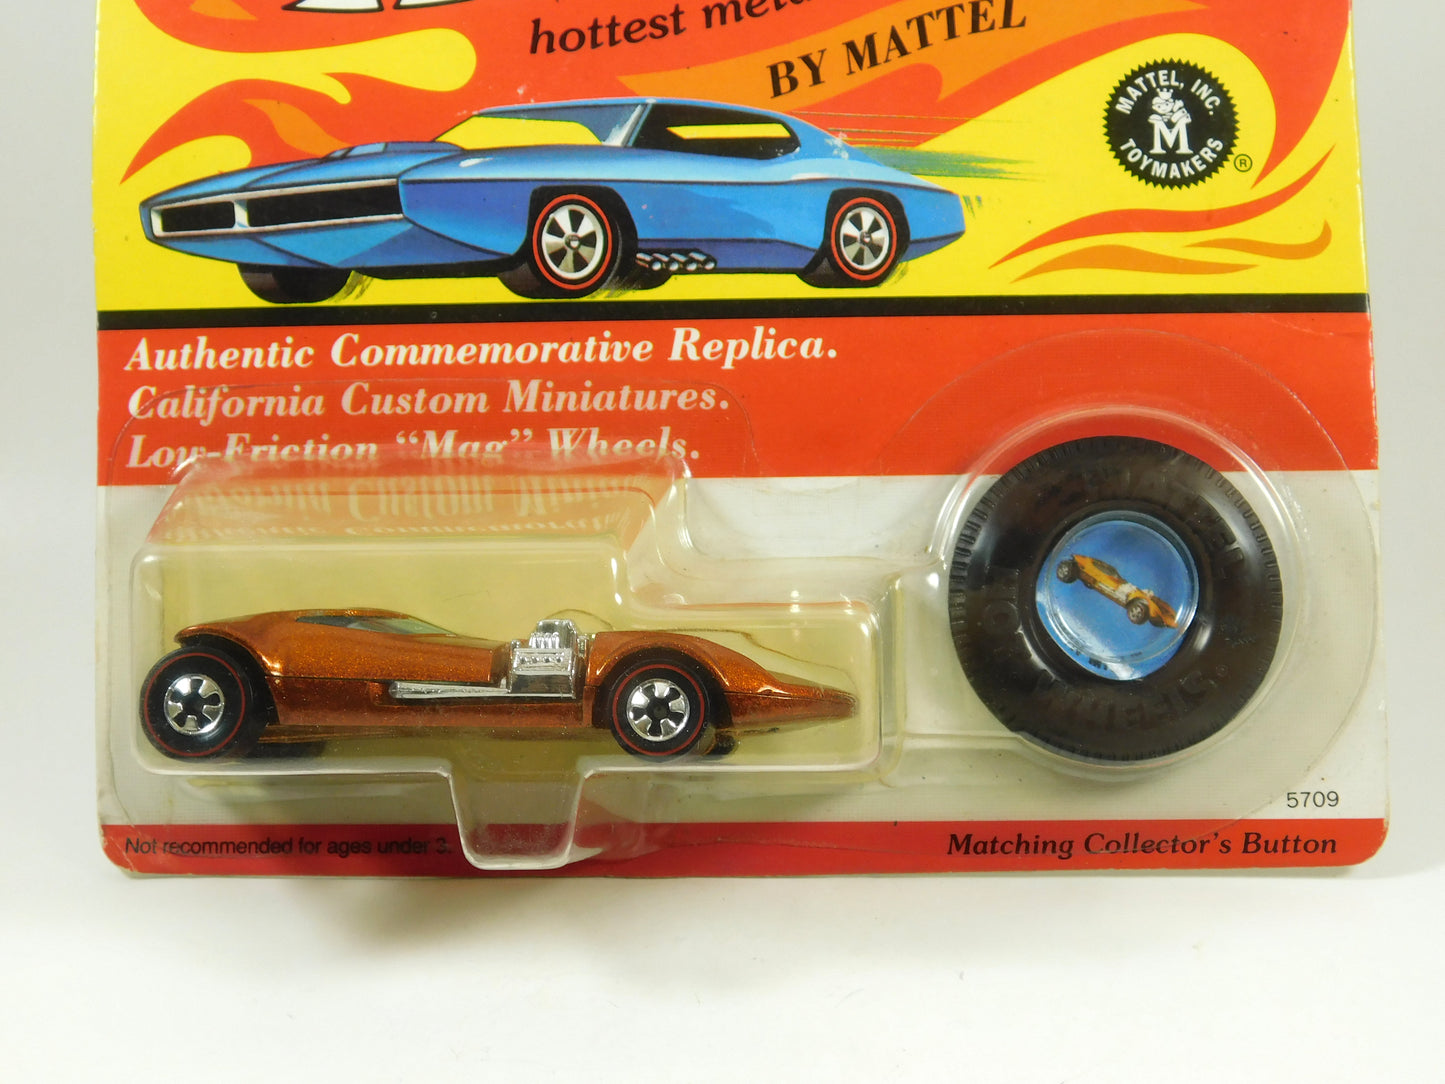 hottest
BY MATTEL
MATTEL, INC.
M
TOYMAKERS
®
Authentic Commemorative Replica.
California Custom Miniatures.
Low-Friction “Mag” Wheels.
MATTEL
5709
Not recommended for ages under 3.
Matching Collector’s Button